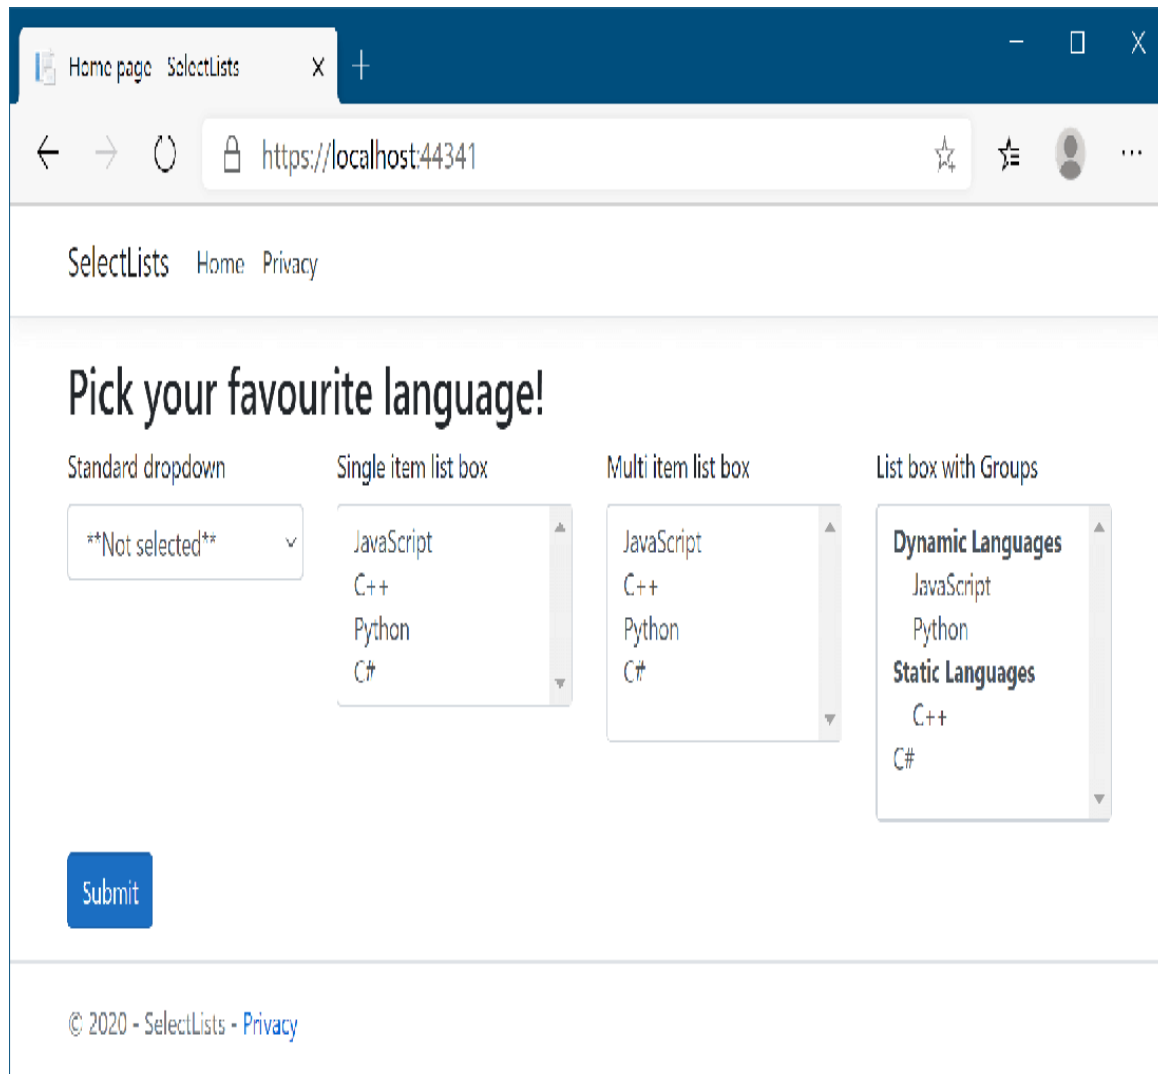 Home page SelectLists
https://localhost:44341
SelectLists Home Privacy
Pick your favourite language!
Standard dropdown
**Not selected**
Single item list box
JavaScript
C++
Python
C#
Multi item list box
JavaScript
C++
Python
C#
List box with Groups
Dynamic Languages
JavaScript
Python
Static Languages
C++
C#
Submit
© 2020 - SelectLists - Privacy